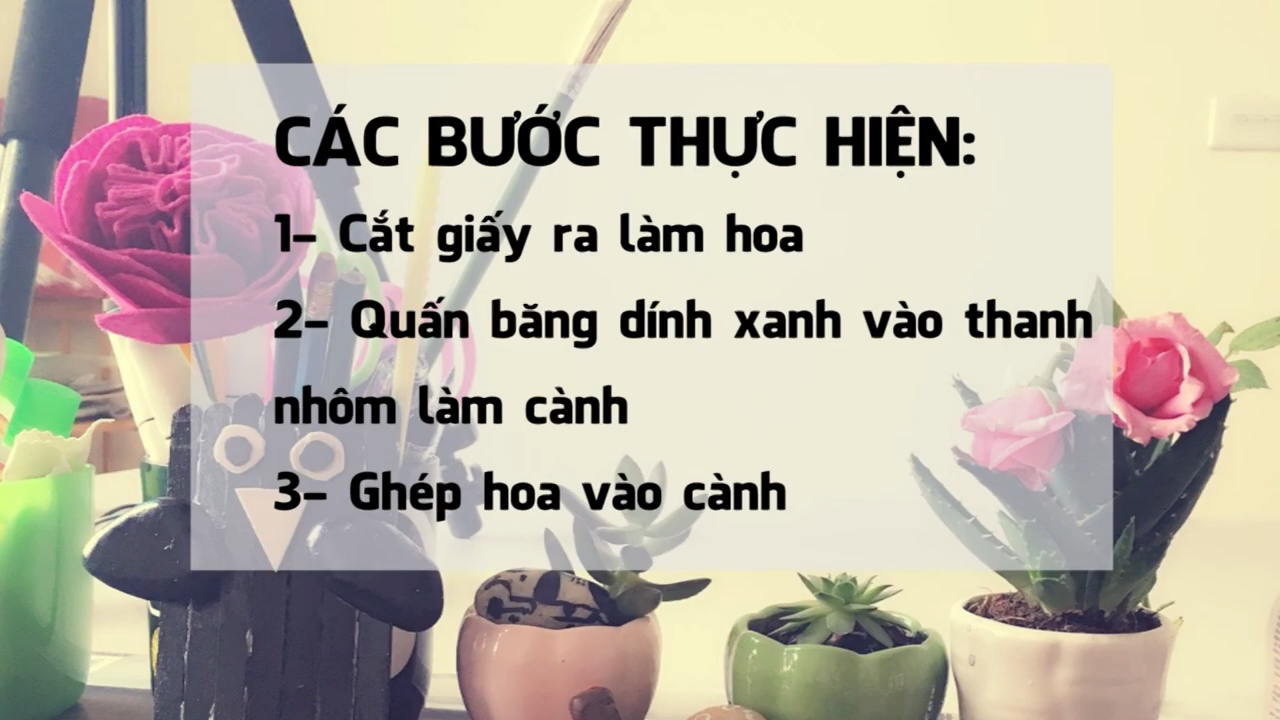 CÁC BƯỚC THỰC HIỆN:
1- Cắt giấy ra làm hoa
2- Quấn băng dính xanh vào thanh
nhôm làm cành
3- Ghép hoa vào cành